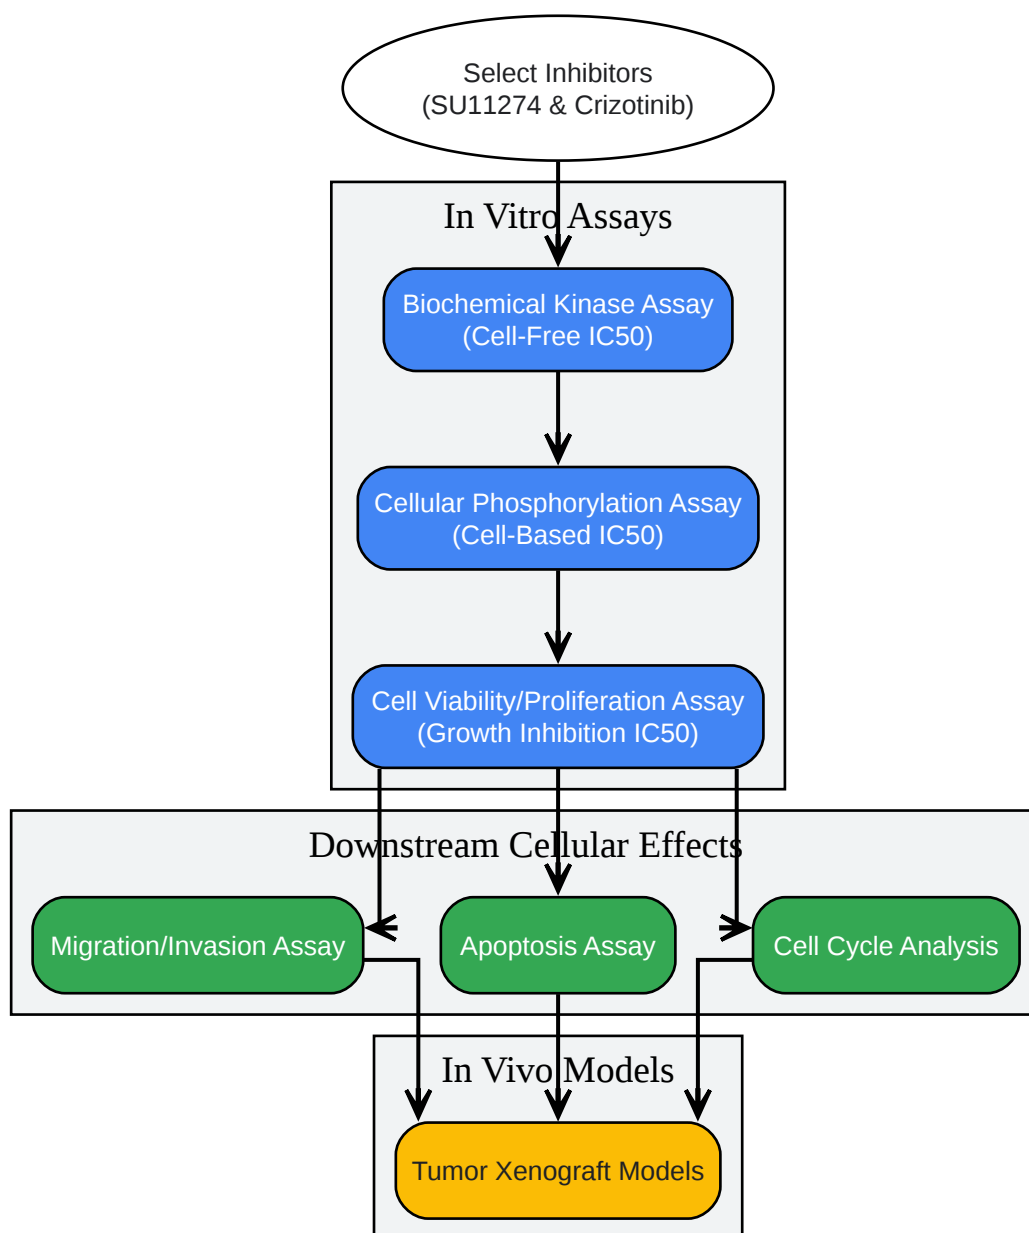 Select Inhibitors
(SU11274 & Crizotinib)
In Vitro Assays
Biochemical Kinase Assay
(Cell-Free IC50)
Cellular Phosphorylation Assay
(Cell-Based IC50)
Cell Viability/Proliferation Assay
(Growth Inhibition IC50)
Downstream Cellular Effects
Migration/Invasion Assay
Apoptosis Assay
Cell Cycle Analysis
In Vivo Models
Tumor Xenograft Models